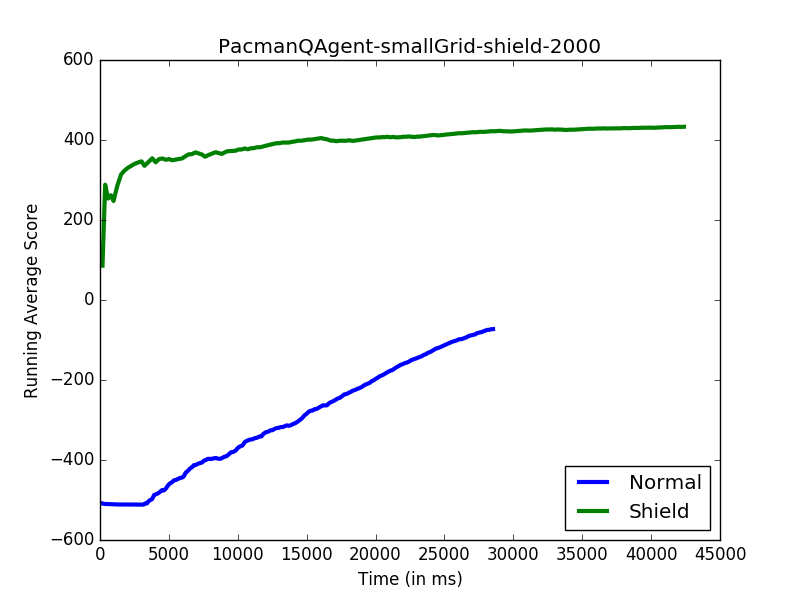 PacmanQAgent-smallGrid-shield-2000
600
400
200
0
−200
−400
−600
Running Average Score
Normal
Shield
0 5000 10000 15000 20000 25000 30000 35000 40000 45000
Time (in ms)